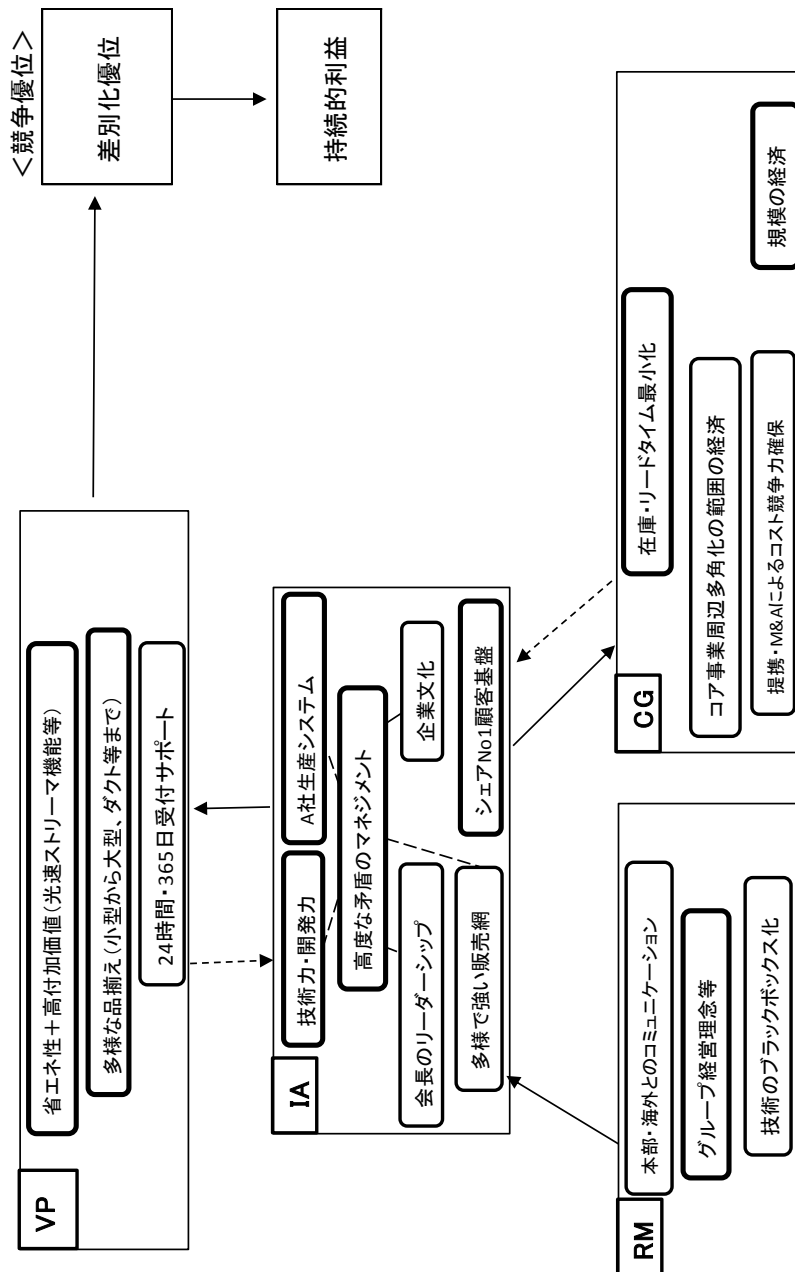 VP
省エネ性＋高付加価値(光速ストリーマ機能等)
多様な品揃え(小型から大型、ダクト等まで)
24時間・365日受付サポート
＜競争優位＞
差別化優位
持続的利益
IA
技術力・開発力
A社生産システム
高度な矛盾のマネジメント
会長のリーダーシップ
企業文化
多様で強い販売網
シェアNo1顧客基盤
RM
本部・海外とのコミュニケーション
グループ経営理念等
技術のブラックボックス化
CG
在庫・リードタイム最小化
コア事業周辺多角化の範囲の経済
提携・M&Aによるコスト競争力確保
規模の経済